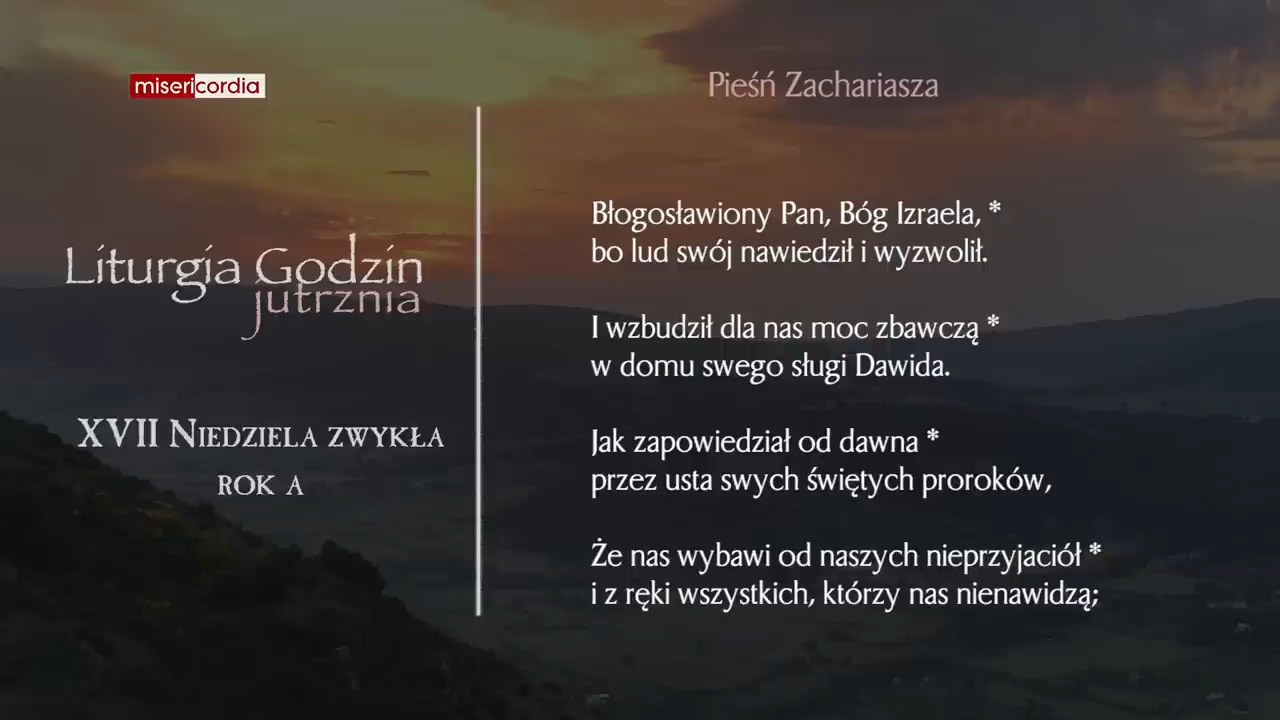 misericordia
Liturgia Godzin
jutrznia
XVII Niedziela zwykła
rok A
Pieśń Zachariasza
Błogosławiony Pan, Bóg Izraela, *
bo lud swój nawiedził i wyzwolił.
I wzbudził dla nas moc zbawczą *
w domu swego sługi Dawida.
Jak zapowiedział od dawna *
przez usta swych świętych proroków,
Że nas wybawi od naszych nieprzyjaciół *
i z ręki wszystkich, którzy nas nienawidzą;